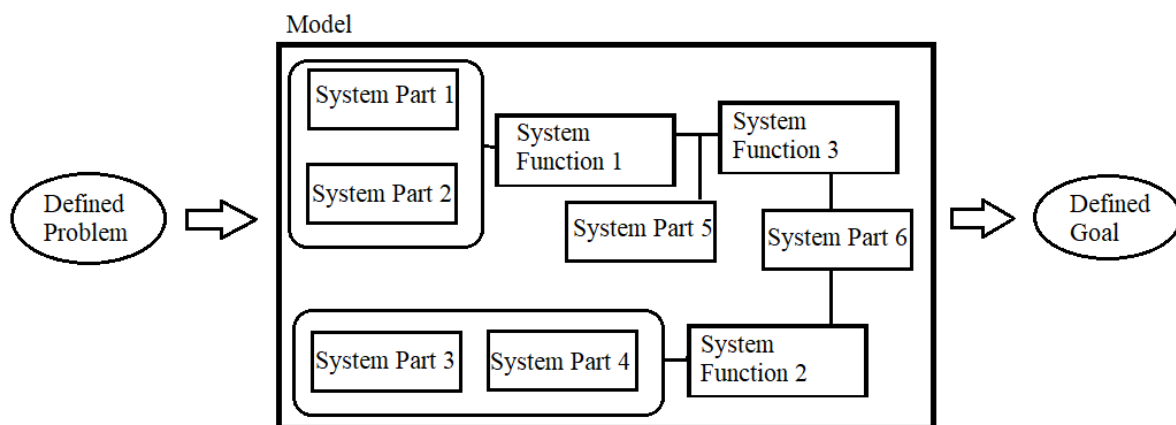 Model
System Part 1
System Part 2
System
Function 1
System
Function 3
Defined
Problem
System Part 5
System Part 6
Defined
Goal
System Part 3
System Part 4
System
Function 2